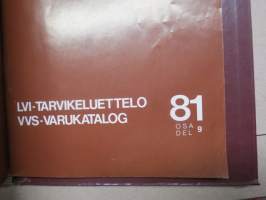 LVI-TARVIKELUETTELO
VVS-VARUKATALOG
81
OSA
DEL 9